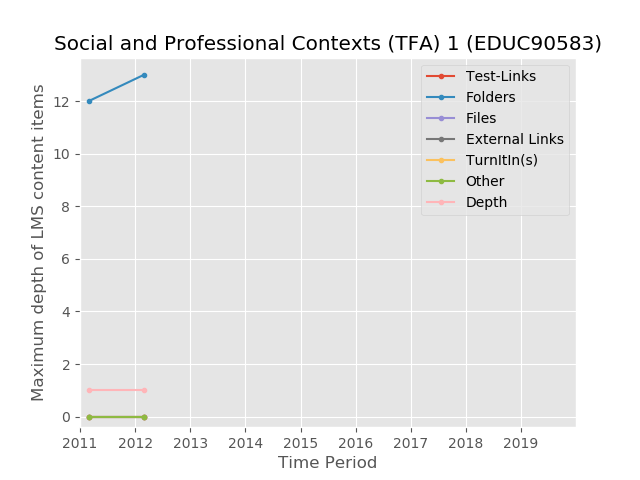 Social and Professional Contexts (TFA) 1 (EDUC90583)
Test-Links
Folders
Files
External Links
TurnItIn(s)
Other
Depth
Maximum depth of LMS content items
12
10
8
6
4
2
0
2011 2012 2013 2014 2015 2016 2017 2018 2019
Time Period